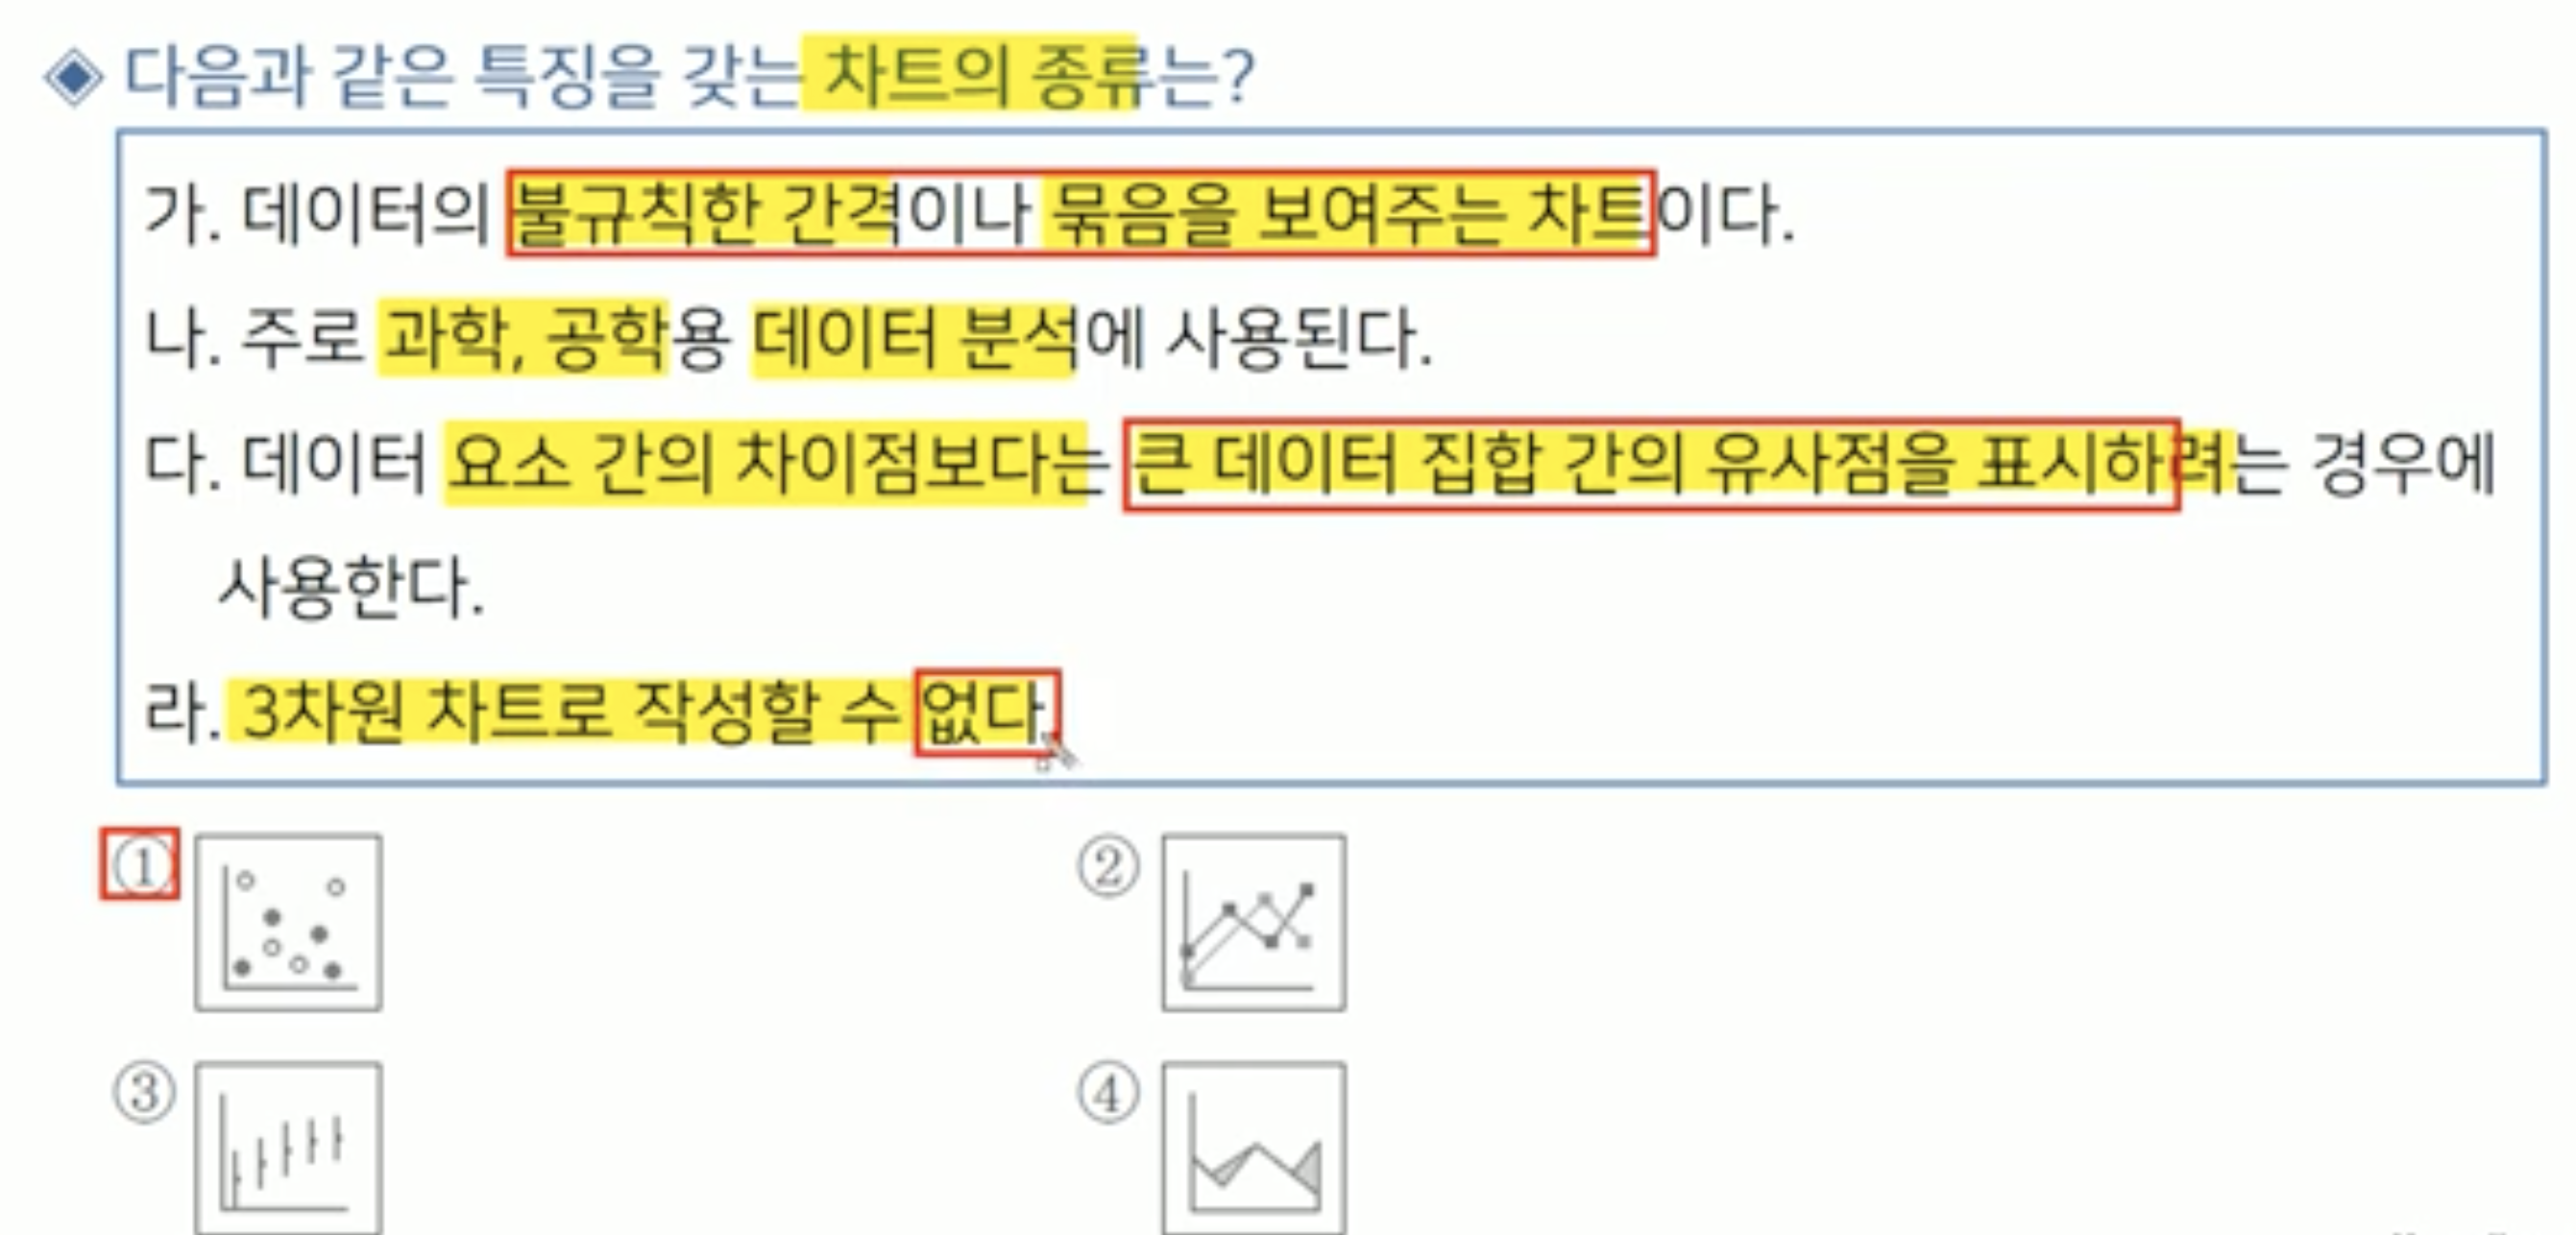 다음과 같은 특징을 갖는 차트의 종류는?
가. 데이터의 불규칙한 간격이나 묶음을 보여주는 차트이다.
나. 주로 과학, 공학용 데이터 분석에 사용된다.
다. 데이터 요소 간의 차이점보다는 큰 데이터 집합 간의 유사점을 표시하려는 경우에
사용한다.
라. 3차원 차트로 작성할 수 없다.
① ②
③ ④